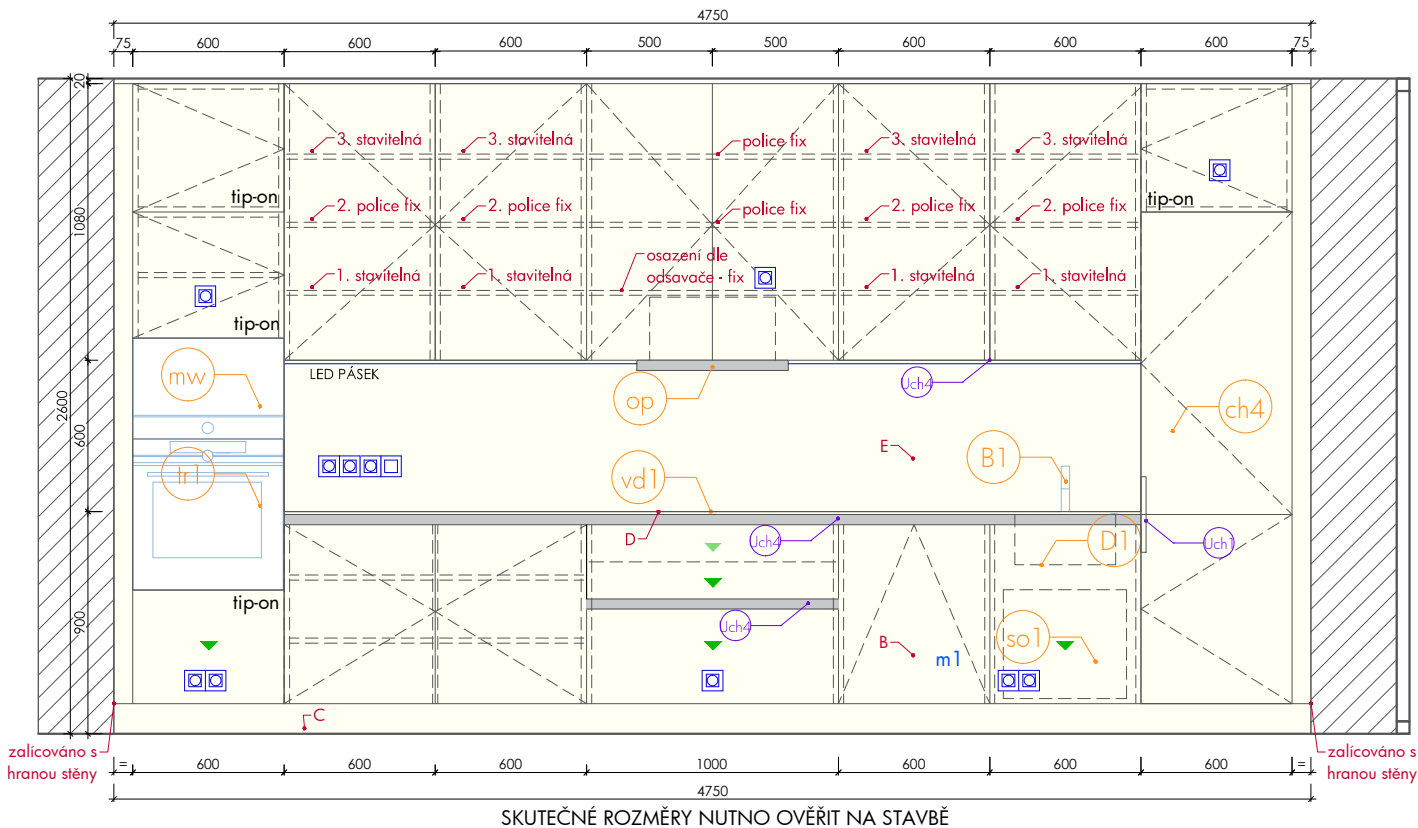 4750
75 600 600 600 500 500 600 600 600 75
20
3. stavitelná 3. stavitelná police fix 3. stavitelná 3. stavitelná
tip-on tip-on
1080
2. police fix 2. police fix police fix 2. police fix 2. police fix
osazení dle
odsavače - fix
1. stavitelná 1. stavitelná 1. stavitelná 1. stavitelná
tip-on
mw LED PÁSEK Uch4
op ch4
2600
600
E
B1
tr1 vd1
D Uch4 D1 Uch1
tip-on
900
Uch4
B m1 so1
C
zalícováno s
hranou stěny
zalícováno s
hranou stěny
= 600 600 600 1000 600 600 600 =
4750
SKUTEČNÉ ROZMĚRY NUTNO OVĚŘIT NA STAVBĚ